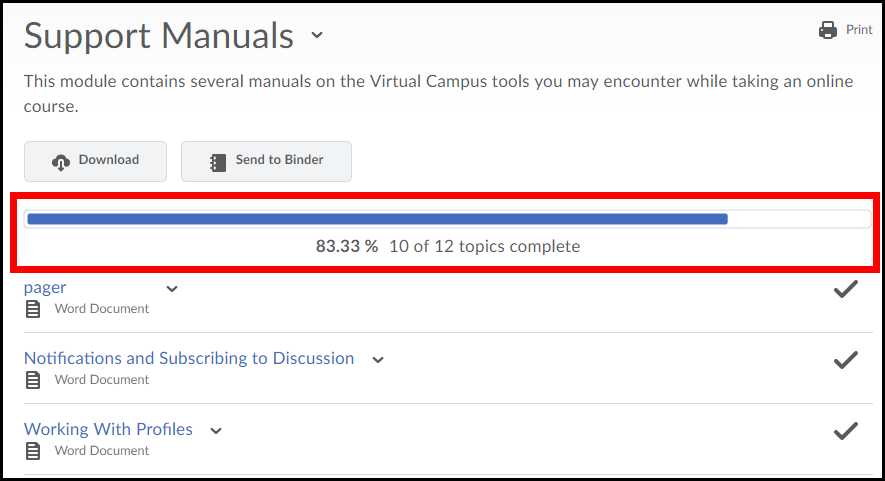 Support Manuals
Print
This module contains several manuals on the Virtual Campus tools you may encounter while taking an online
course.
Download
Send to Binder
83.33 % 10 of 12 topics complete
pager
Word Document
Notifications and Subscribing to Discussion
Word Document
Working With Profiles
Word Document